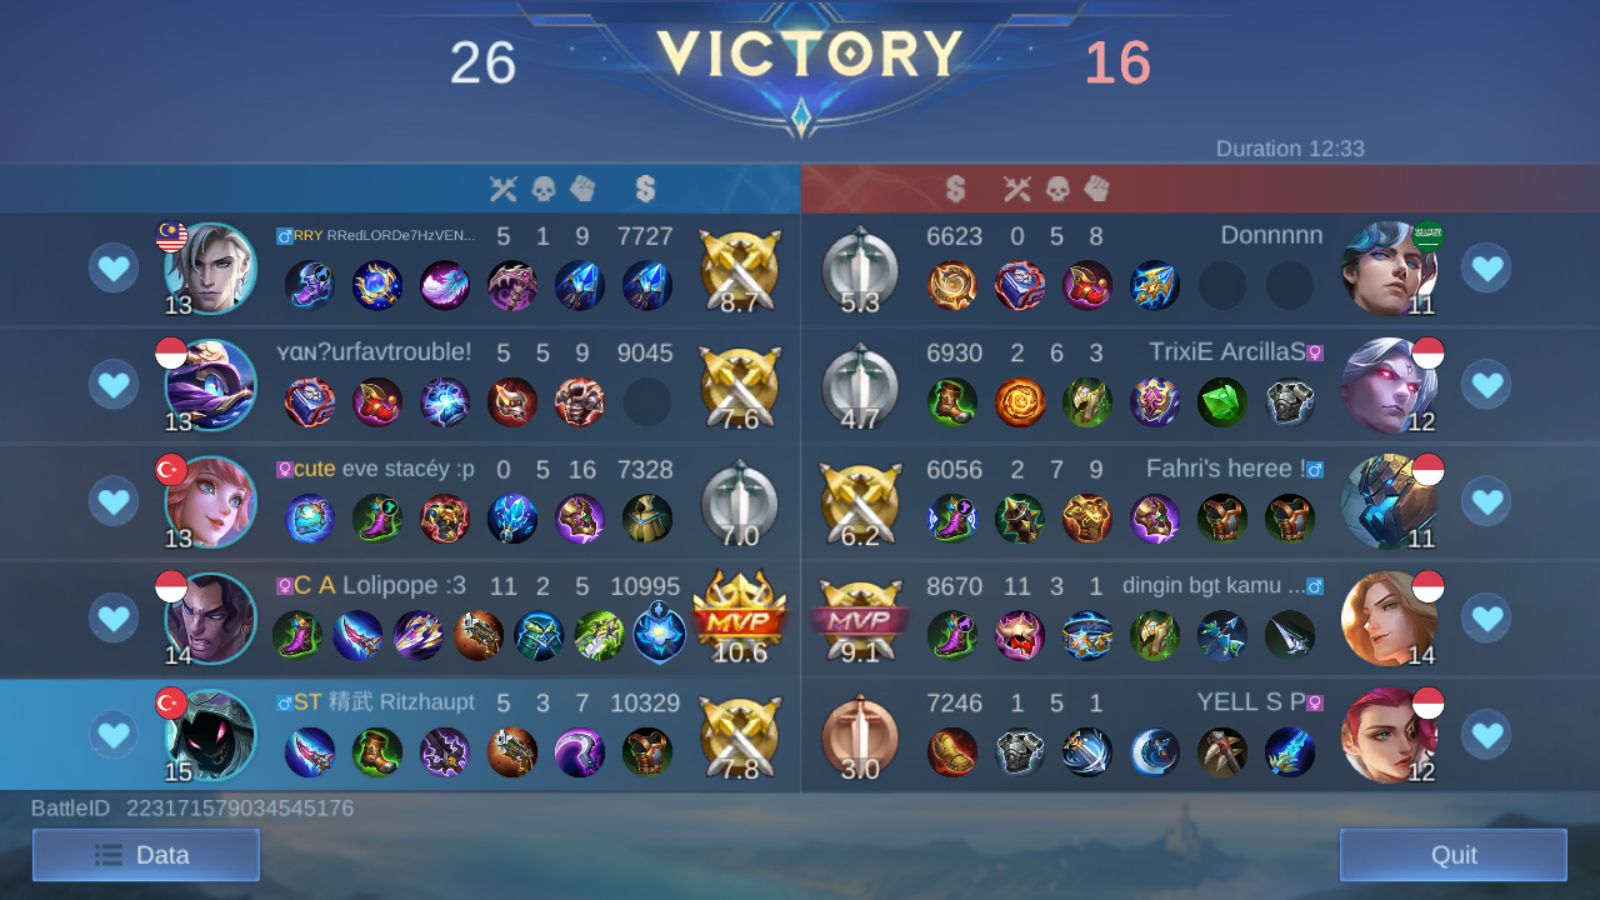 26
VICTORY
16
Duration 12:33
RRY RRedLORDe7HzVEN... 5 1 9 7727
13
8.7
6623 0 5 8 Donnnnn
5.3
11
ʏαɴ?urfavtrouble! 5 5 9 9045
13
7.6
6930 2 6 3 TrixiE ArcillaS
4.7
12
cute eve stacéy :p 0 5 16 7328
13
7.0
6056 2 7 9 Fahri's heree !
6.2
11
C A Lolipope :3 11 2 5 10995
14
MVP
10.6
8670 11 3 1 dingin bgt kamu ...
MVP
9.1
14
ST 精武 Ritzhaupt 5 3 7 10329
15
7.8
7246 1 5 1 YELL S P
3.0
12
BattleID 223171579034545176
Data
Quit